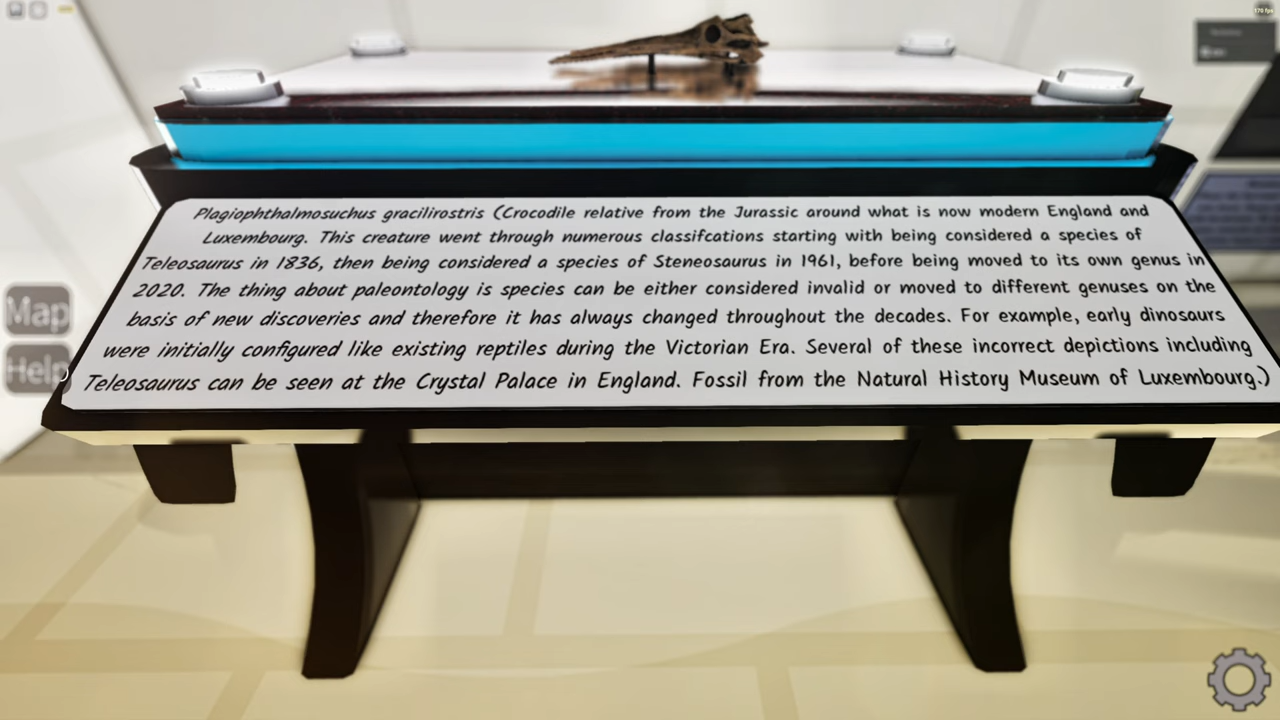 170 fps
Plagiophthalmosuchus gracilirostris (Crocodile relative from the Jurassic around what is now modern England and
Luxembourg. This creature went through numerous classifcations starting with being considered a species of
Teleosaurus in 1836, then being considered a species of Steneosaurus in 1961, before being moved to its own genus in
2020. The thing about paleontology is species can be either considered invalid or moved to different genuses on the
basis of new discoveries and therefore it has always changed throughout the decades. For example, early dinosaurs
were initially configured like existing reptiles during the Victorian Era. Several of these incorrect depictions including
Teleosaurus can be seen at the Crystal Palace in England. Fossil from the Natural History Museum of Luxembourg.)
Map
Help